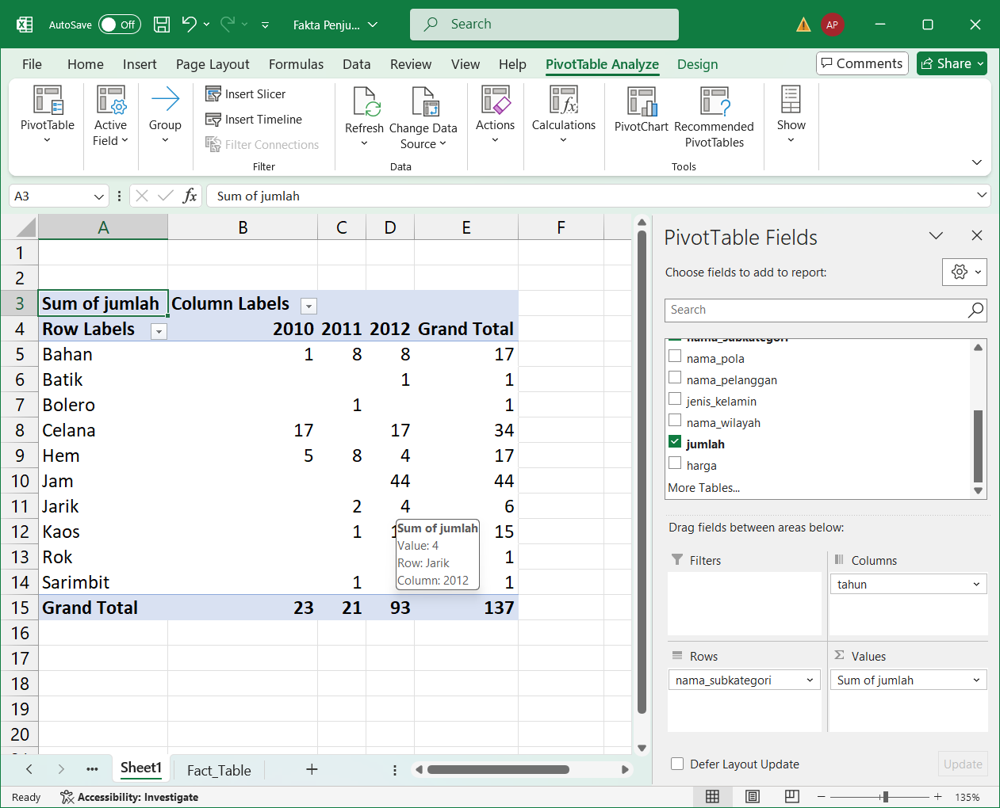 AutoSave Off Fakta Penju... Search AP
File Home Insert Page Layout Formulas Data Review View Help PivotTable Analyze Design Comments Share
PivotTable
Active
Field
Group
Insert Slicer
Insert Timeline
Filter Connections
Filter
Refresh
Change Data
Source
Data
Actions
Calculations
PivotChart
Recommended
PivotTables
Tools
Show
A3 fx Sum of jumlah
A B C D E F
1
2
3 Sum of jumlah Column Labels
4 Row Labels 2010 2011 2012 Grand Total
5 Bahan 1 8 8 17
6 Batik 1 1
7 Bolero 1 1
8 Celana 17 17 34
9 Hem 5 8 4 17
10 Jam 44 44
11 Jarik 2 4 6
12 Kaos 1 15
13 Rok 1
14 Sarimbit 1 1
15 Grand Total 23 21 93 137
16
17
18
19
20
Sum of jumlah
Value: 4
Row: Jarik
Column: 2012
PivotTable Fields
Choose fields to add to report:
Search
nama_subkategori
nama_pola
nama_pelanggan
jenis_kelamin
nama_wilayah
jumlah
harga
More Tables...
Drag fields between areas below:
Filters
Columns
tahun
Rows
nama_subkategori
Σ Values
Sum of jumlah
Defer Layout Update Update
Sheet1 Fact_Table
Ready Accessibility: Investigate 135%